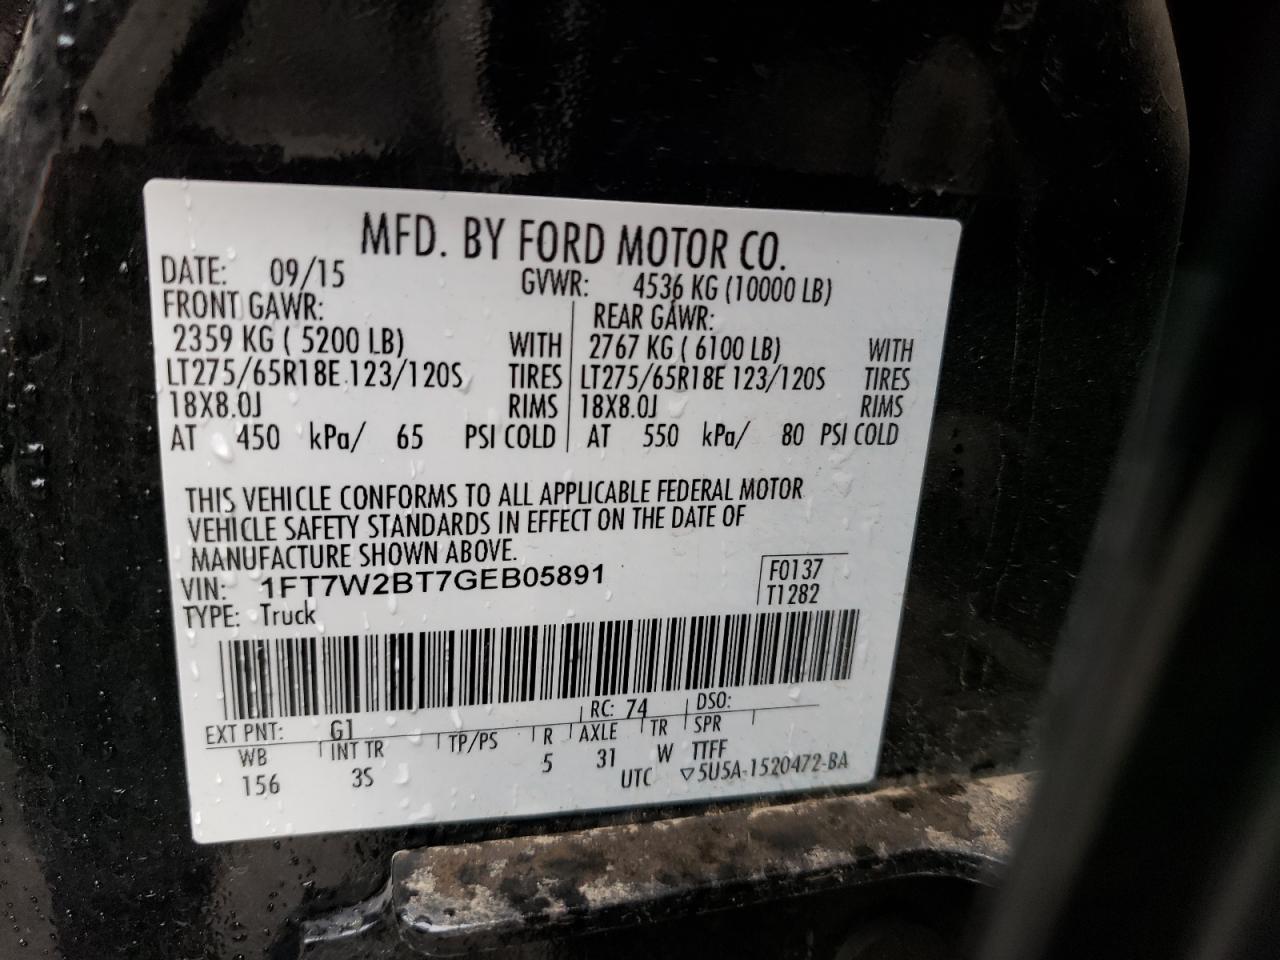 MFD. BY FORD MOTOR CO.
DATE: 09/15 GVWR: 4536 KG (10000 LB)
FRONT GAWR: REAR GAWR:
2359 KG ( 5200 LB) WITH 2767 KG ( 6100 LB) WITH
LT275/65R18E 123/120S TIRES LT275/65R18E 123/120S TIRES
18X8.0J RIMS 18X8.0J RIMS
AT 450 kPa/ 65 PSI COLD AT 550 kPa/ 80 PSI COLD
THIS VEHICLE CONFORMS TO ALL APPLICABLE FEDERAL MOTOR
VEHICLE SAFETY STANDARDS IN EFFECT ON THE DATE OF
MANUFACTURE SHOWN ABOVE.
VIN: 1FT7W2BT7GEB05891 F0137
TYPE: Truck T1282
EXT PNT: G1 RC: 74 DSO:
WB INT TR TP/PS R AXLE TR SPR
156 3S 5 31 W TTFF
UTC ▽5U5A-1520472-BA